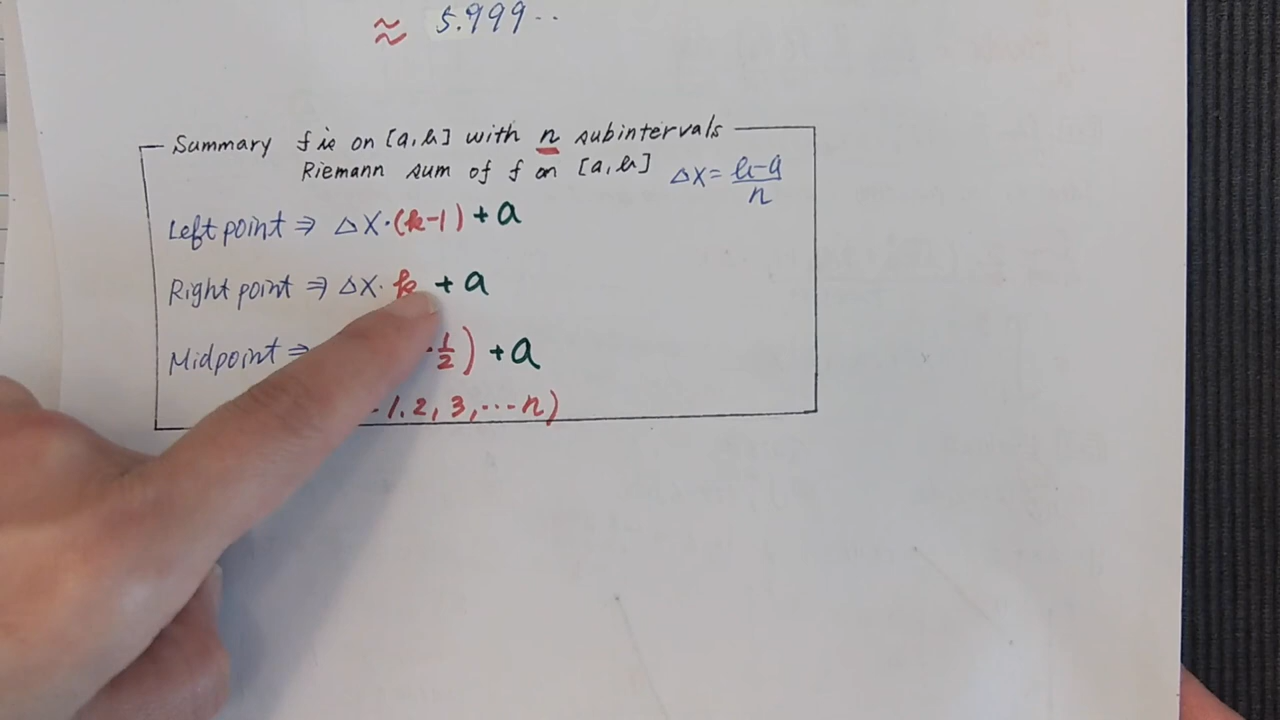 ≈ 5.999..
Summary f is on [a,b] with n subintervals
Riemann sum of f on [a,b] Δx = b-a/n
Left point ⇒ Δx·(k-1) + a
Right point ⇒ Δx·k + a
Midpoint ⇒ 1/2) + a
1.2,3,...n)